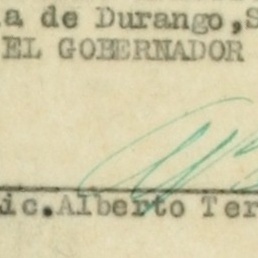 a de Durango,S
EL GOBERNADOR
ic.Alberto Ter